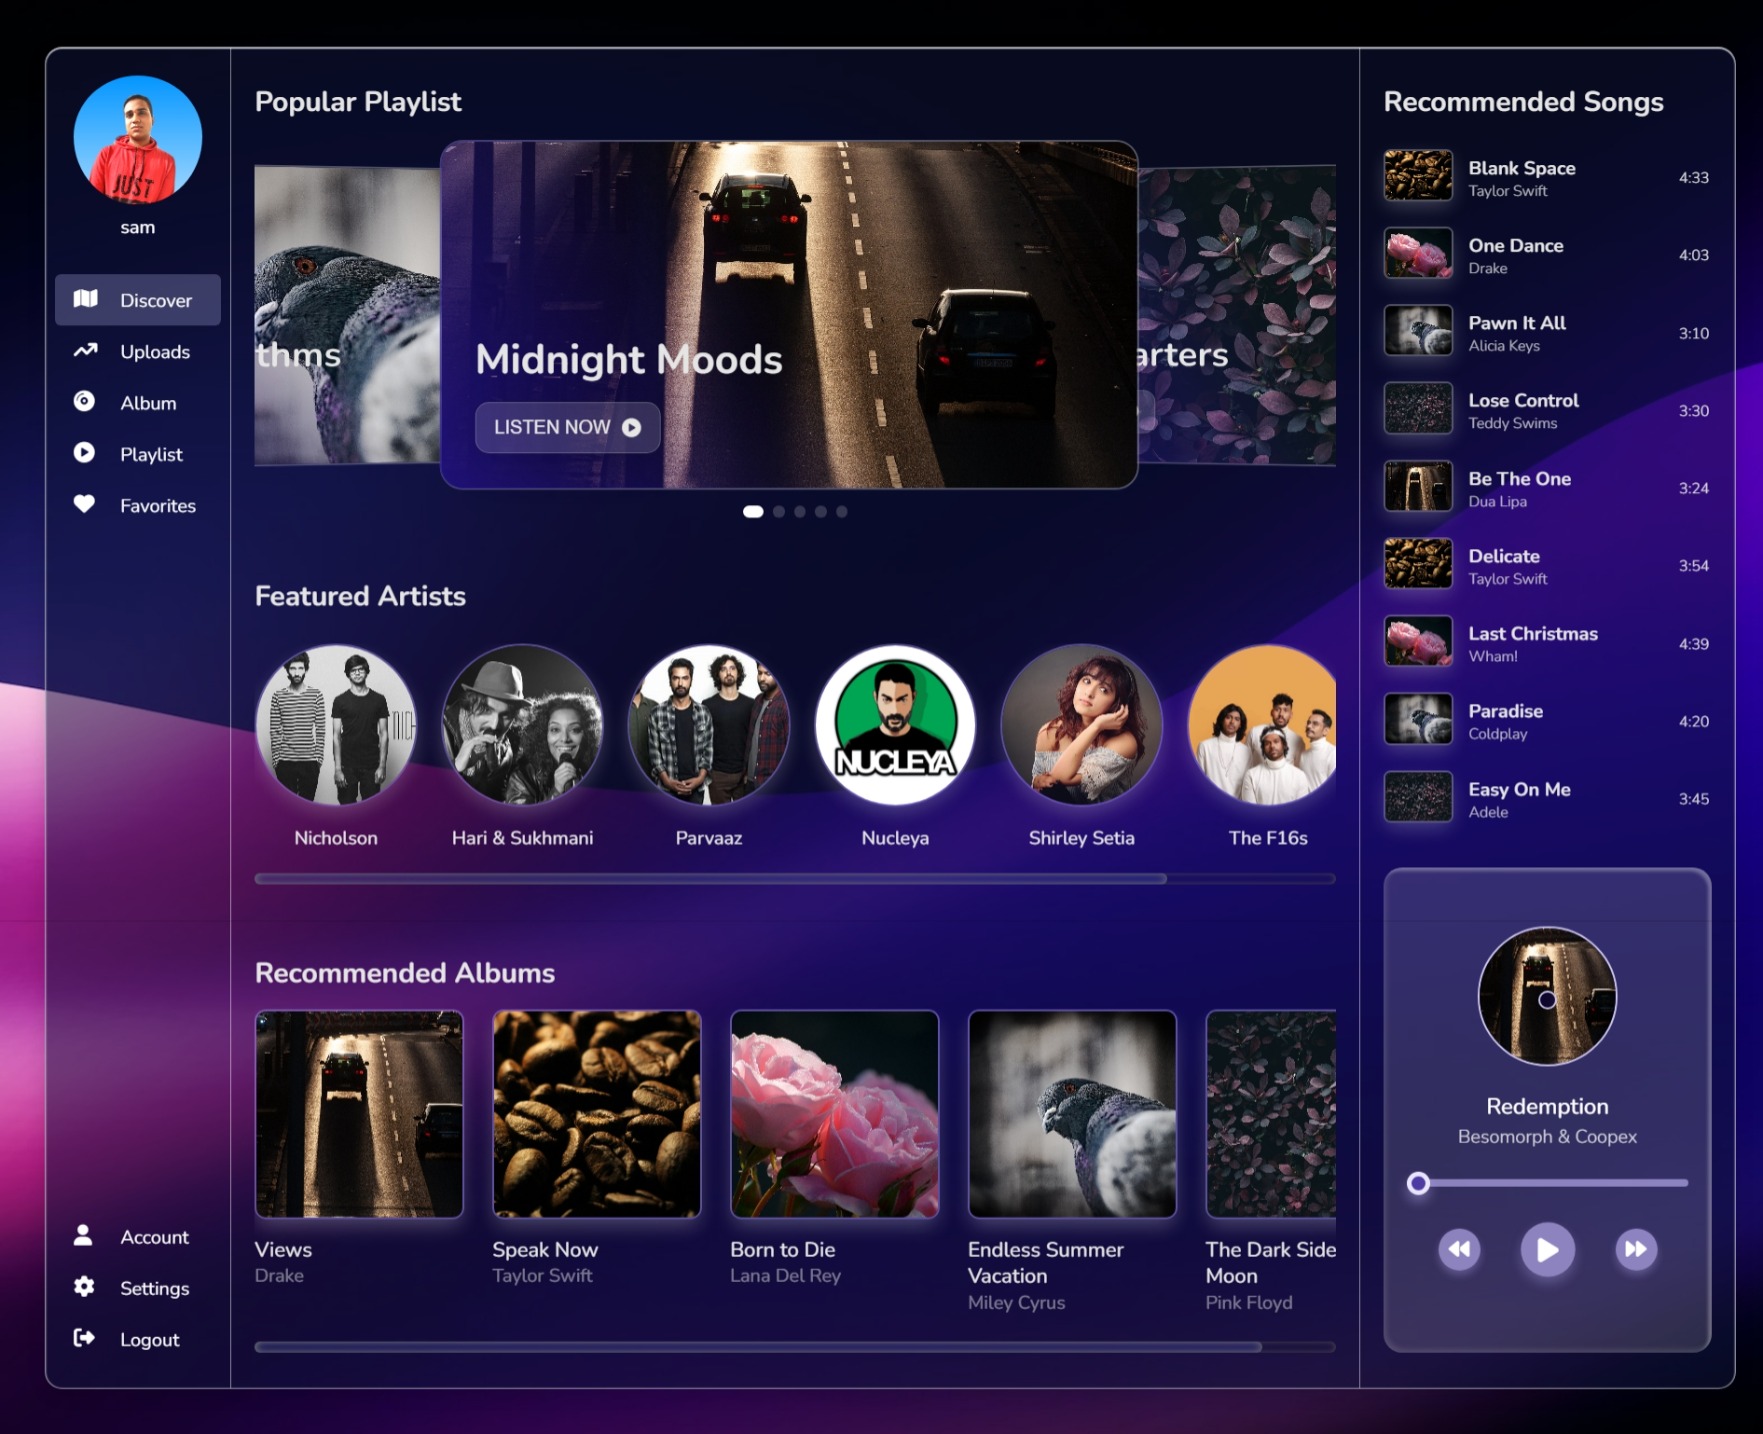 JUST
sam
Discover
Uploads
Album
Playlist
Favorites
Account
Settings
Logout
Popular Playlist
thms
Midnight Moods
LISTEN NOW
arters
Featured Artists
NICH
NUCLEYA
Nicholson
Hari & Sukhmani
Parvaaz
Nucleya
Shirley Setia
The F16s
Recommended Albums
Views
Drake
Speak Now
Taylor Swift
Born to Die
Lana Del Rey
Endless Summer
Vacation
Miley Cyrus
The Dark Side
Moon
Pink Floyd
Recommended Songs
Blank Space
Taylor Swift
4:33
One Dance
Drake
4:03
Pawn It All
Alicia Keys
3:10
Lose Control
Teddy Swims
3:30
Be The One
Dua Lipa
3:24
Delicate
Taylor Swift
3:54
Last Christmas
Wham!
4:39
Paradise
Coldplay
4:20
Easy On Me
Adele
3:45
Redemption
Besomorph & Coopex